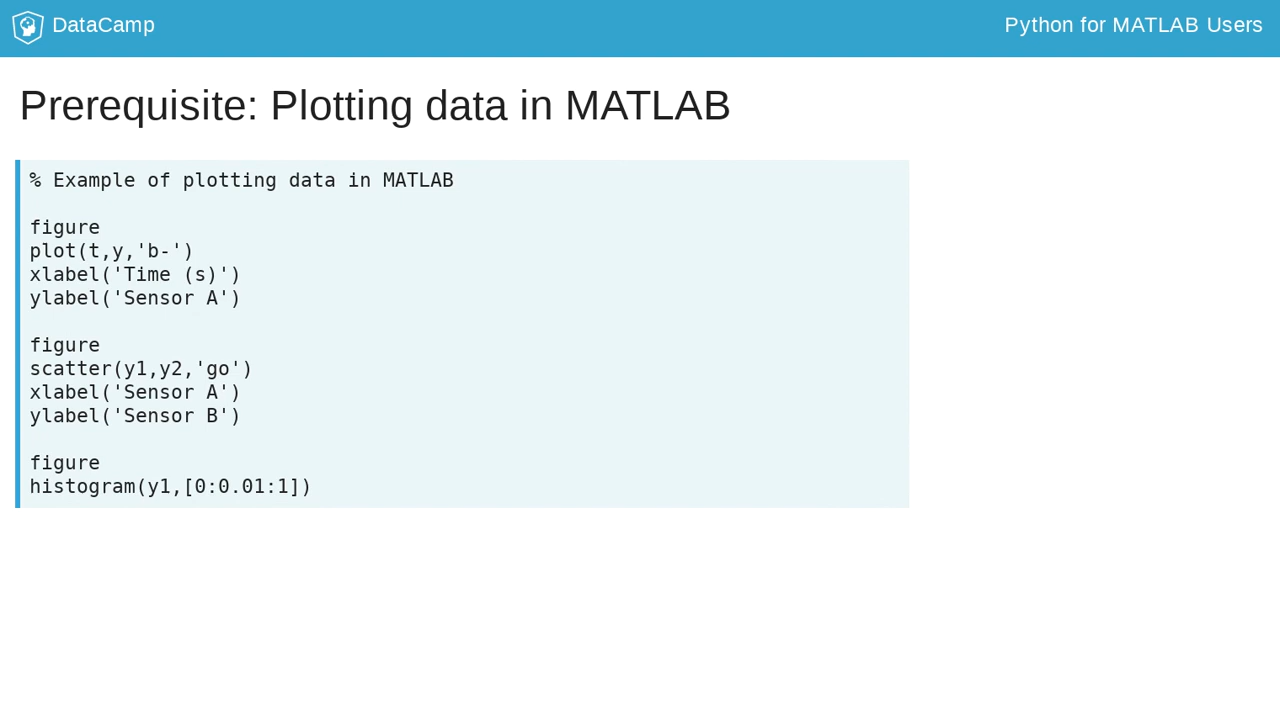 DataCamp
Python for MATLAB Users
Prerequisite: Plotting data in MATLAB
% Example of plotting data in MATLAB
figure
plot(t,y,'b-')
xlabel('Time (s)')
ylabel('Sensor A')
figure
scatter(y1,y2,'go')
xlabel('Sensor A')
ylabel('Sensor B')
figure
histogram(y1,[0:0.01:1])